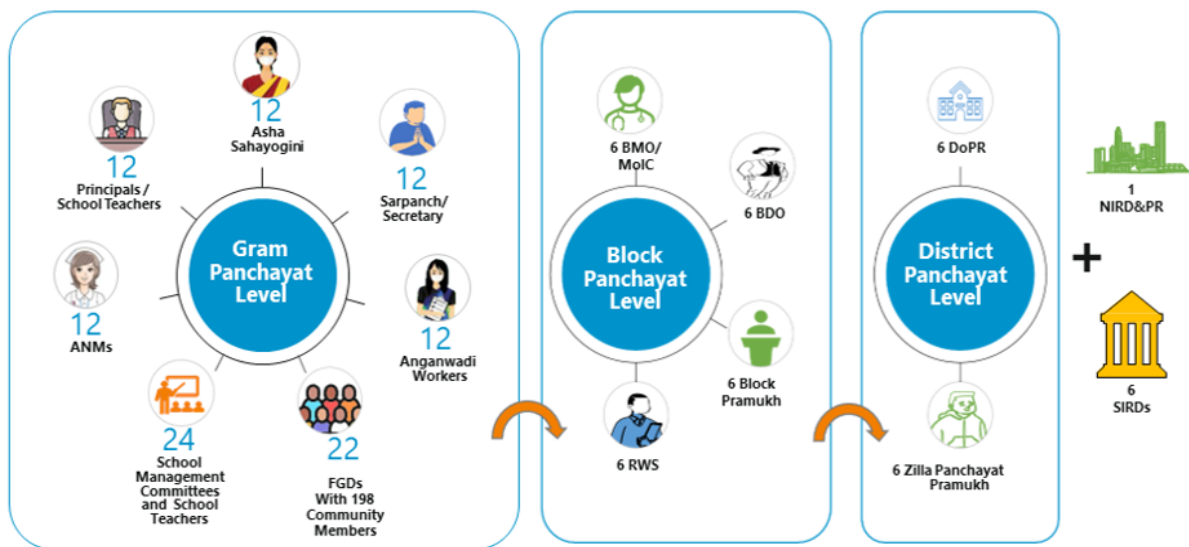 12
Asha
Sahayogini
12
Principals /
School Teachers
12
Sarpanch/
Secretary
Gram
Panchayat
Level
12
ANMs
12
Anganwadi
Workers
24
School
Management
Committees
and School
Teachers
22
FGDs
With 198
Community
Members
6 BMO/
MoIC
6 BDO
Block
Panchayat
Level
6 Block
Pramukh
6 RWS
6 DoPR
District
Panchayat
Level
6 Zilla Panchayat
Pramukh
1
NIRD&PR
+
6
SIRDs